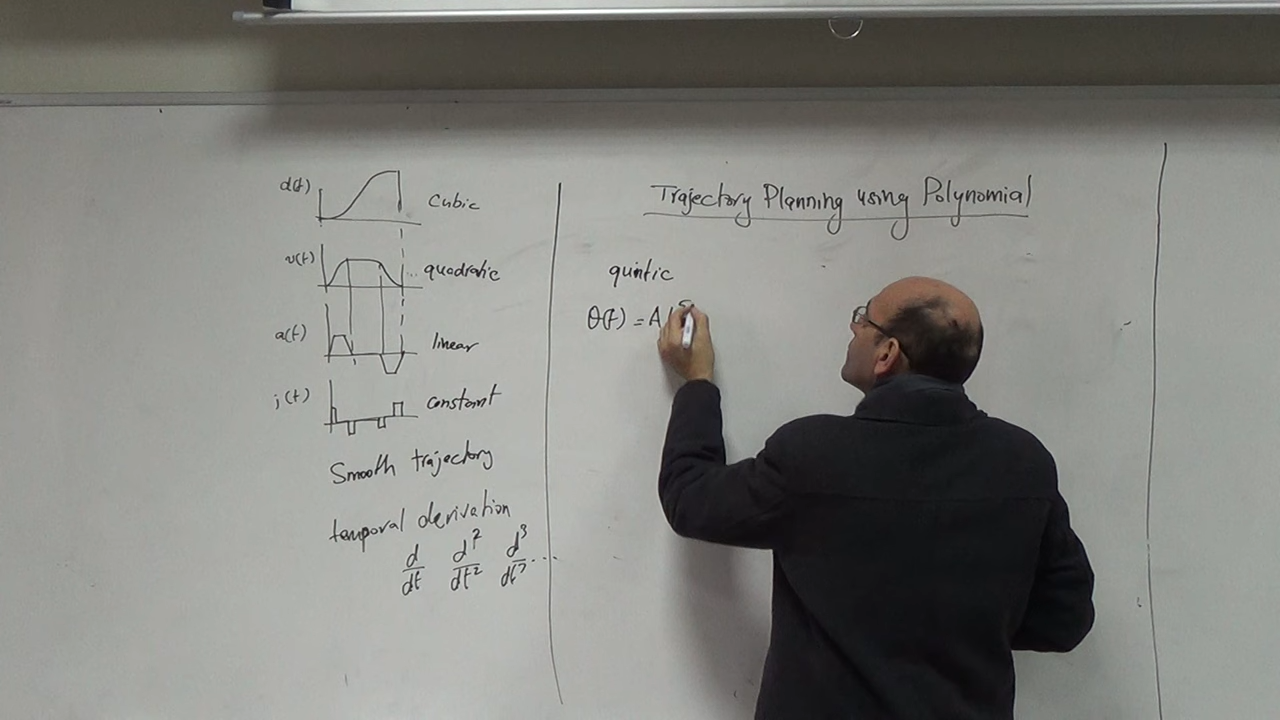 d(t) cubic
v(t) quadratic
a(t) linear
j(t) constant
Smooth trajectory
temporal derivation
d/dt d²/dt² d³/dt³ ...
Trajectory Planning using Polynomial
quintic
θ(t) = A